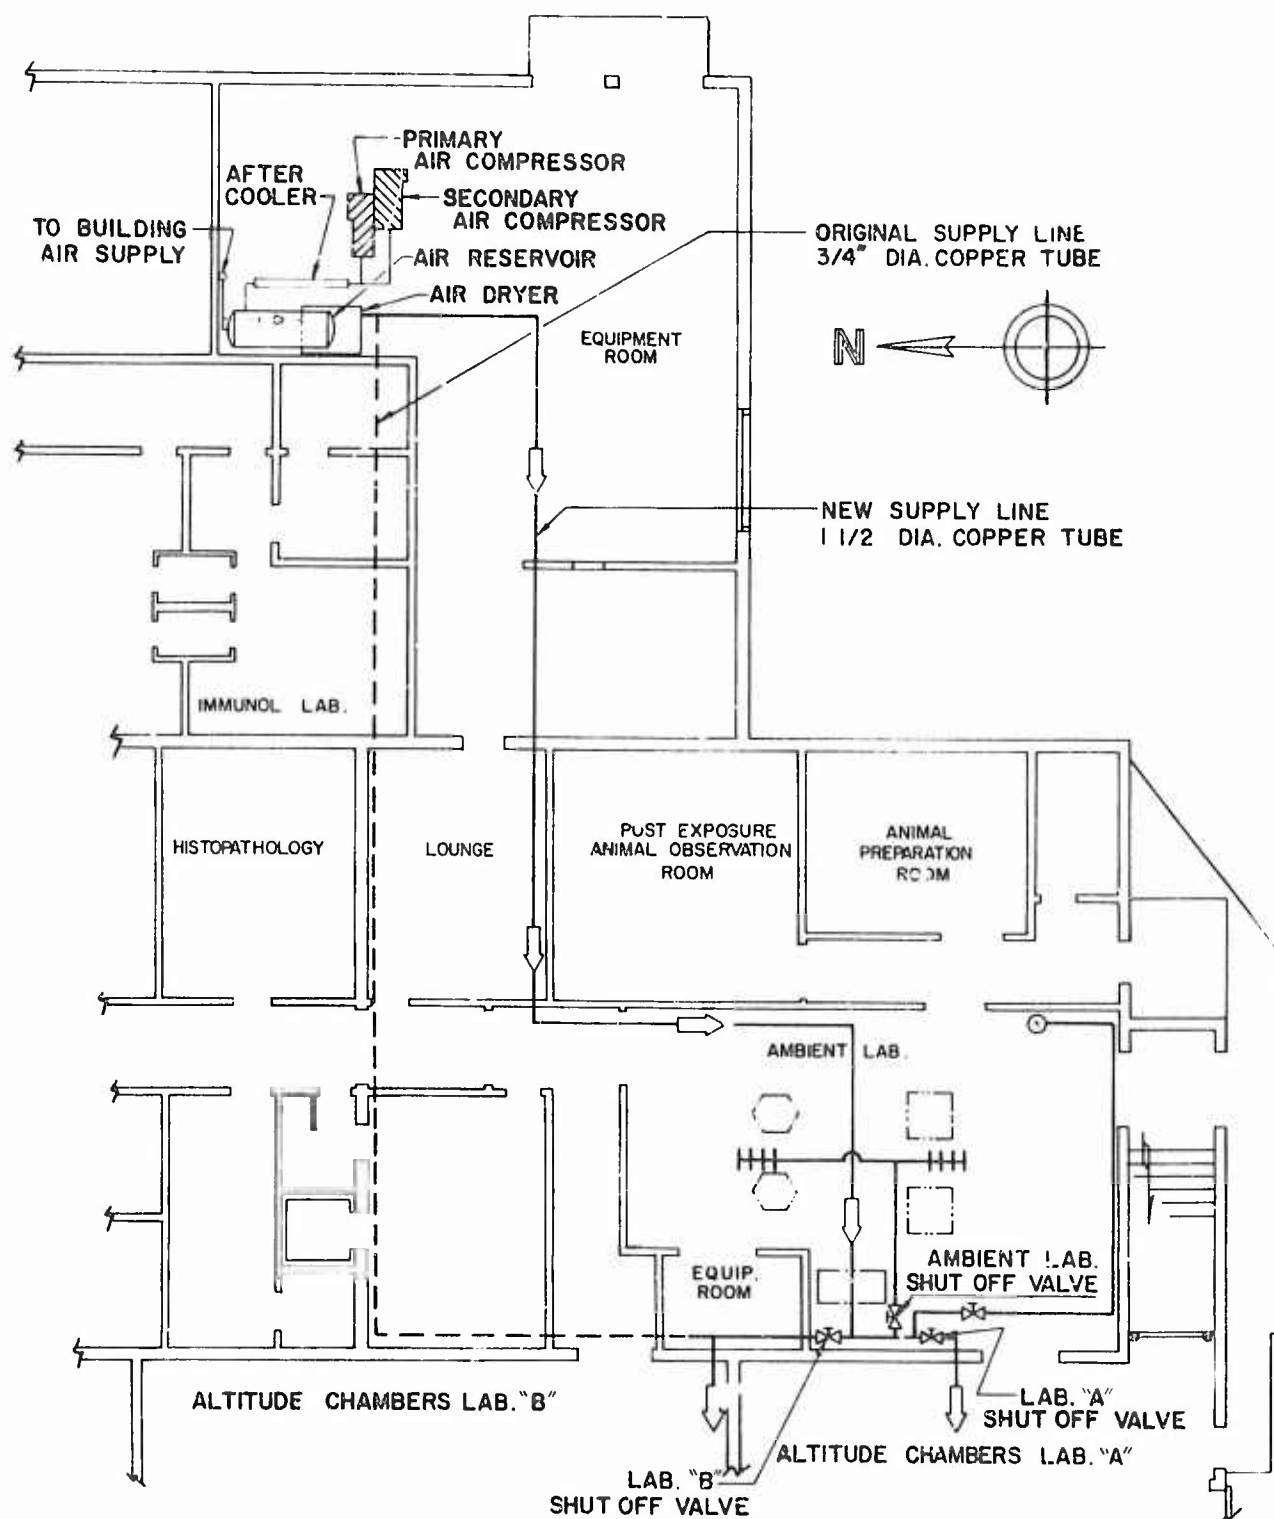 PRIMARY
AIR COMPRESSOR
AFTER
COOLER
SECONDARY
AIR COMPRESSOR
TO BUILDING
AIR SUPPLY
AIR RESERVOIR
AIR DRYER
ORIGINAL SUPPLY LINE
3/4" DIA. COPPER TUBE
EQUIPMENT
ROOM
N
NEW SUPPLY LINE
1 1/2 DIA. COPPER TUBE
IMMUNOL LAB.
HISTOPATHOLOGY
LOUNGE
POST EXPOSURE
ANIMAL OBSERVATION
ROOM
ANIMAL
PREPARATION
ROOM
AMBIENT LAB.
AMBIENT LAB.
SHUT OFF VALVE
EQUIP.
ROOM
ALTITUDE CHAMBERS LAB. "B"
LAB. "A"
SHUT OFF VALVE
ALTITUDE CHAMBERS LAB. "A"
LAB. "B"
SHUT OFF VALVE